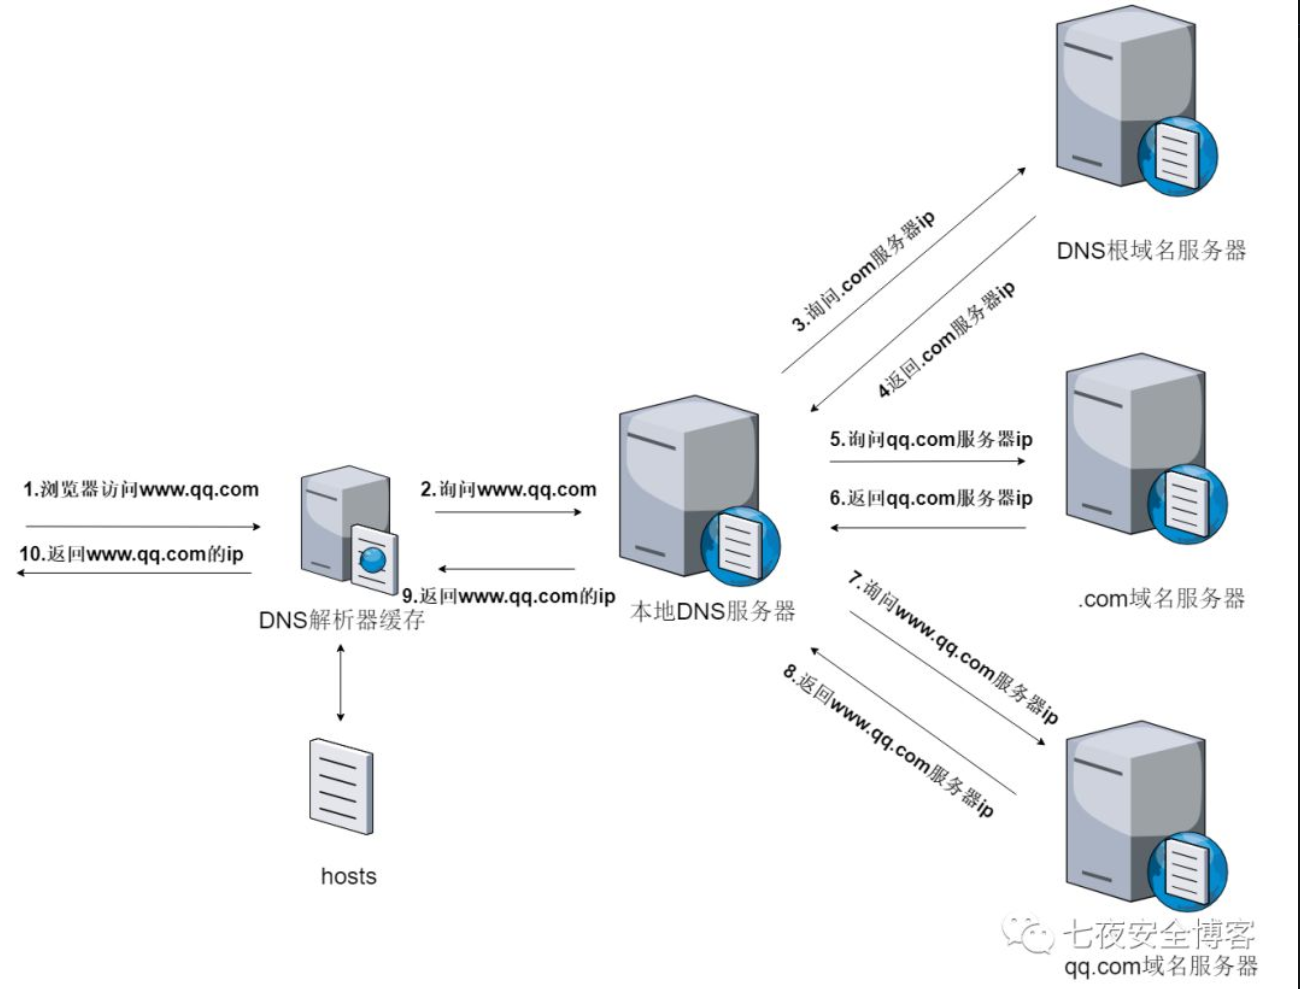 DNS根域名服务器
3.询问.com服务器ip
4返回.com服务器ip
5.询问qq.com服务器ip
6.返回qq.com服务器ip
.com域名服务器
1.浏览器访问www.qq.com
10.返回www.qq.com的ip
2.询问www.qq.com
9.返回www.qq.com的ip
DNS解析器缓存
本地DNS服务器
7.询问www.qq.com服务器ip
8.返回www.qq.com服务器ip
hosts
七夜安全博客
qq.com域名服务器